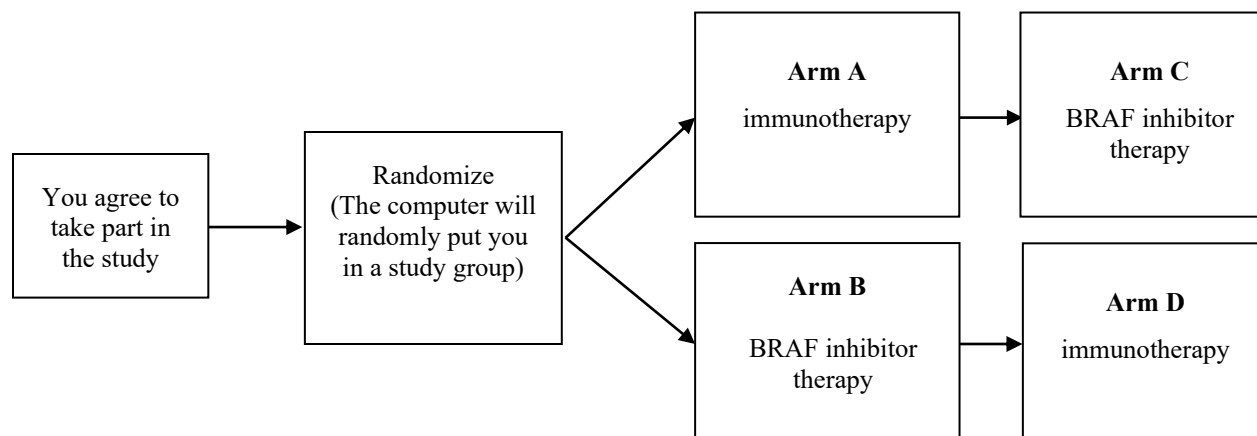 You agree to
take part in
the study
Randomize
(The computer will
randomly put you
in a study group)
Arm A
immunotherapy
Arm C
BRAF inhibitor
therapy
Arm B
BRAF inhibitor
therapy
Arm D
immunotherapy